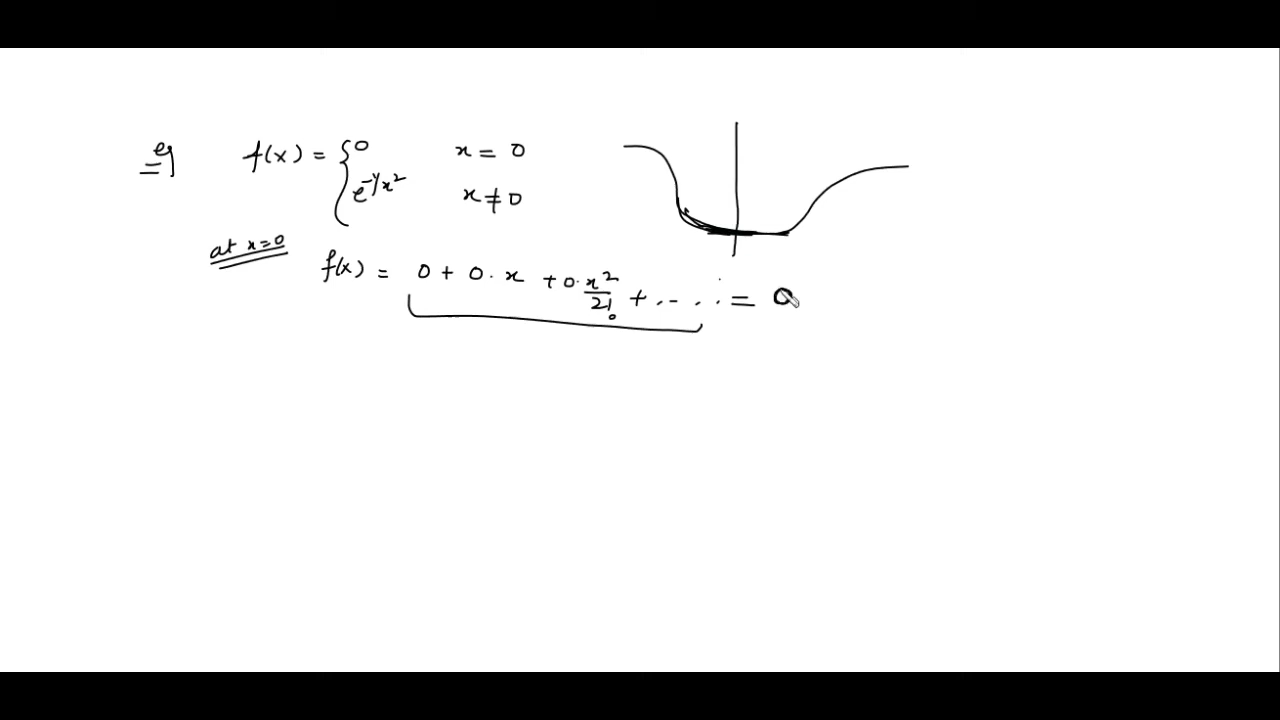 eg f(x) = { 0 x = 0
e^{-1/x^2} x ≠ 0
at x=0
f(x) = 0 + 0·x + 0·x^2/2! + ..... = 0